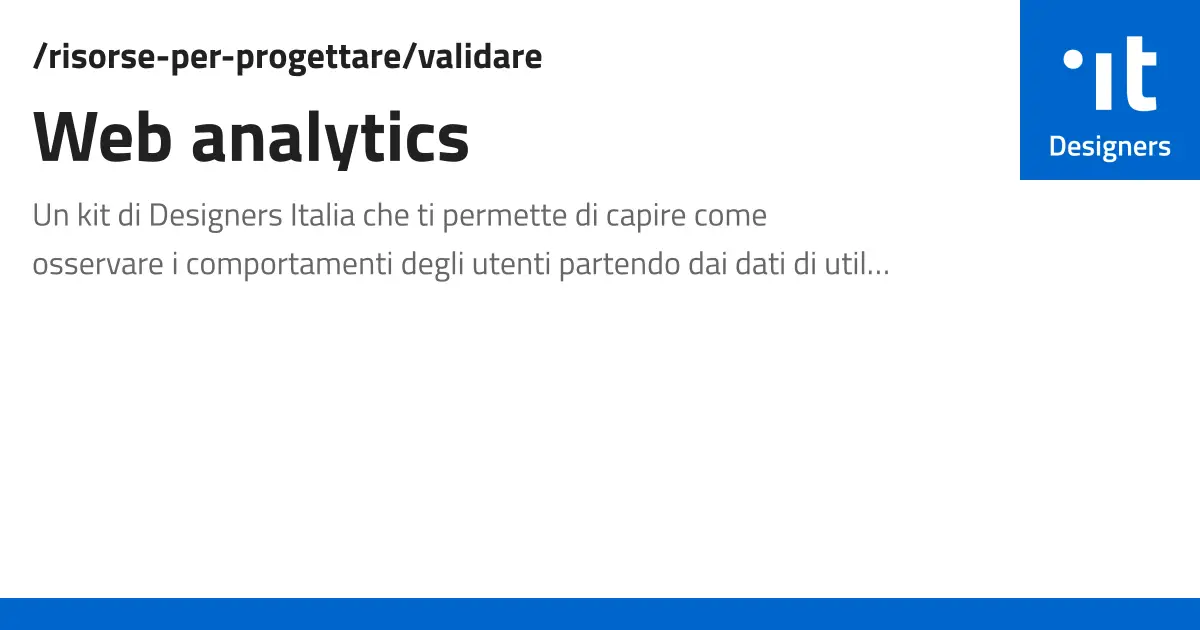 /risorse-per-progettare/validare
Web analytics
Un kit di Designers Italia che ti permette di capire come
osservare i comportamenti degli utenti partendo dai dati di util…
it
Designers